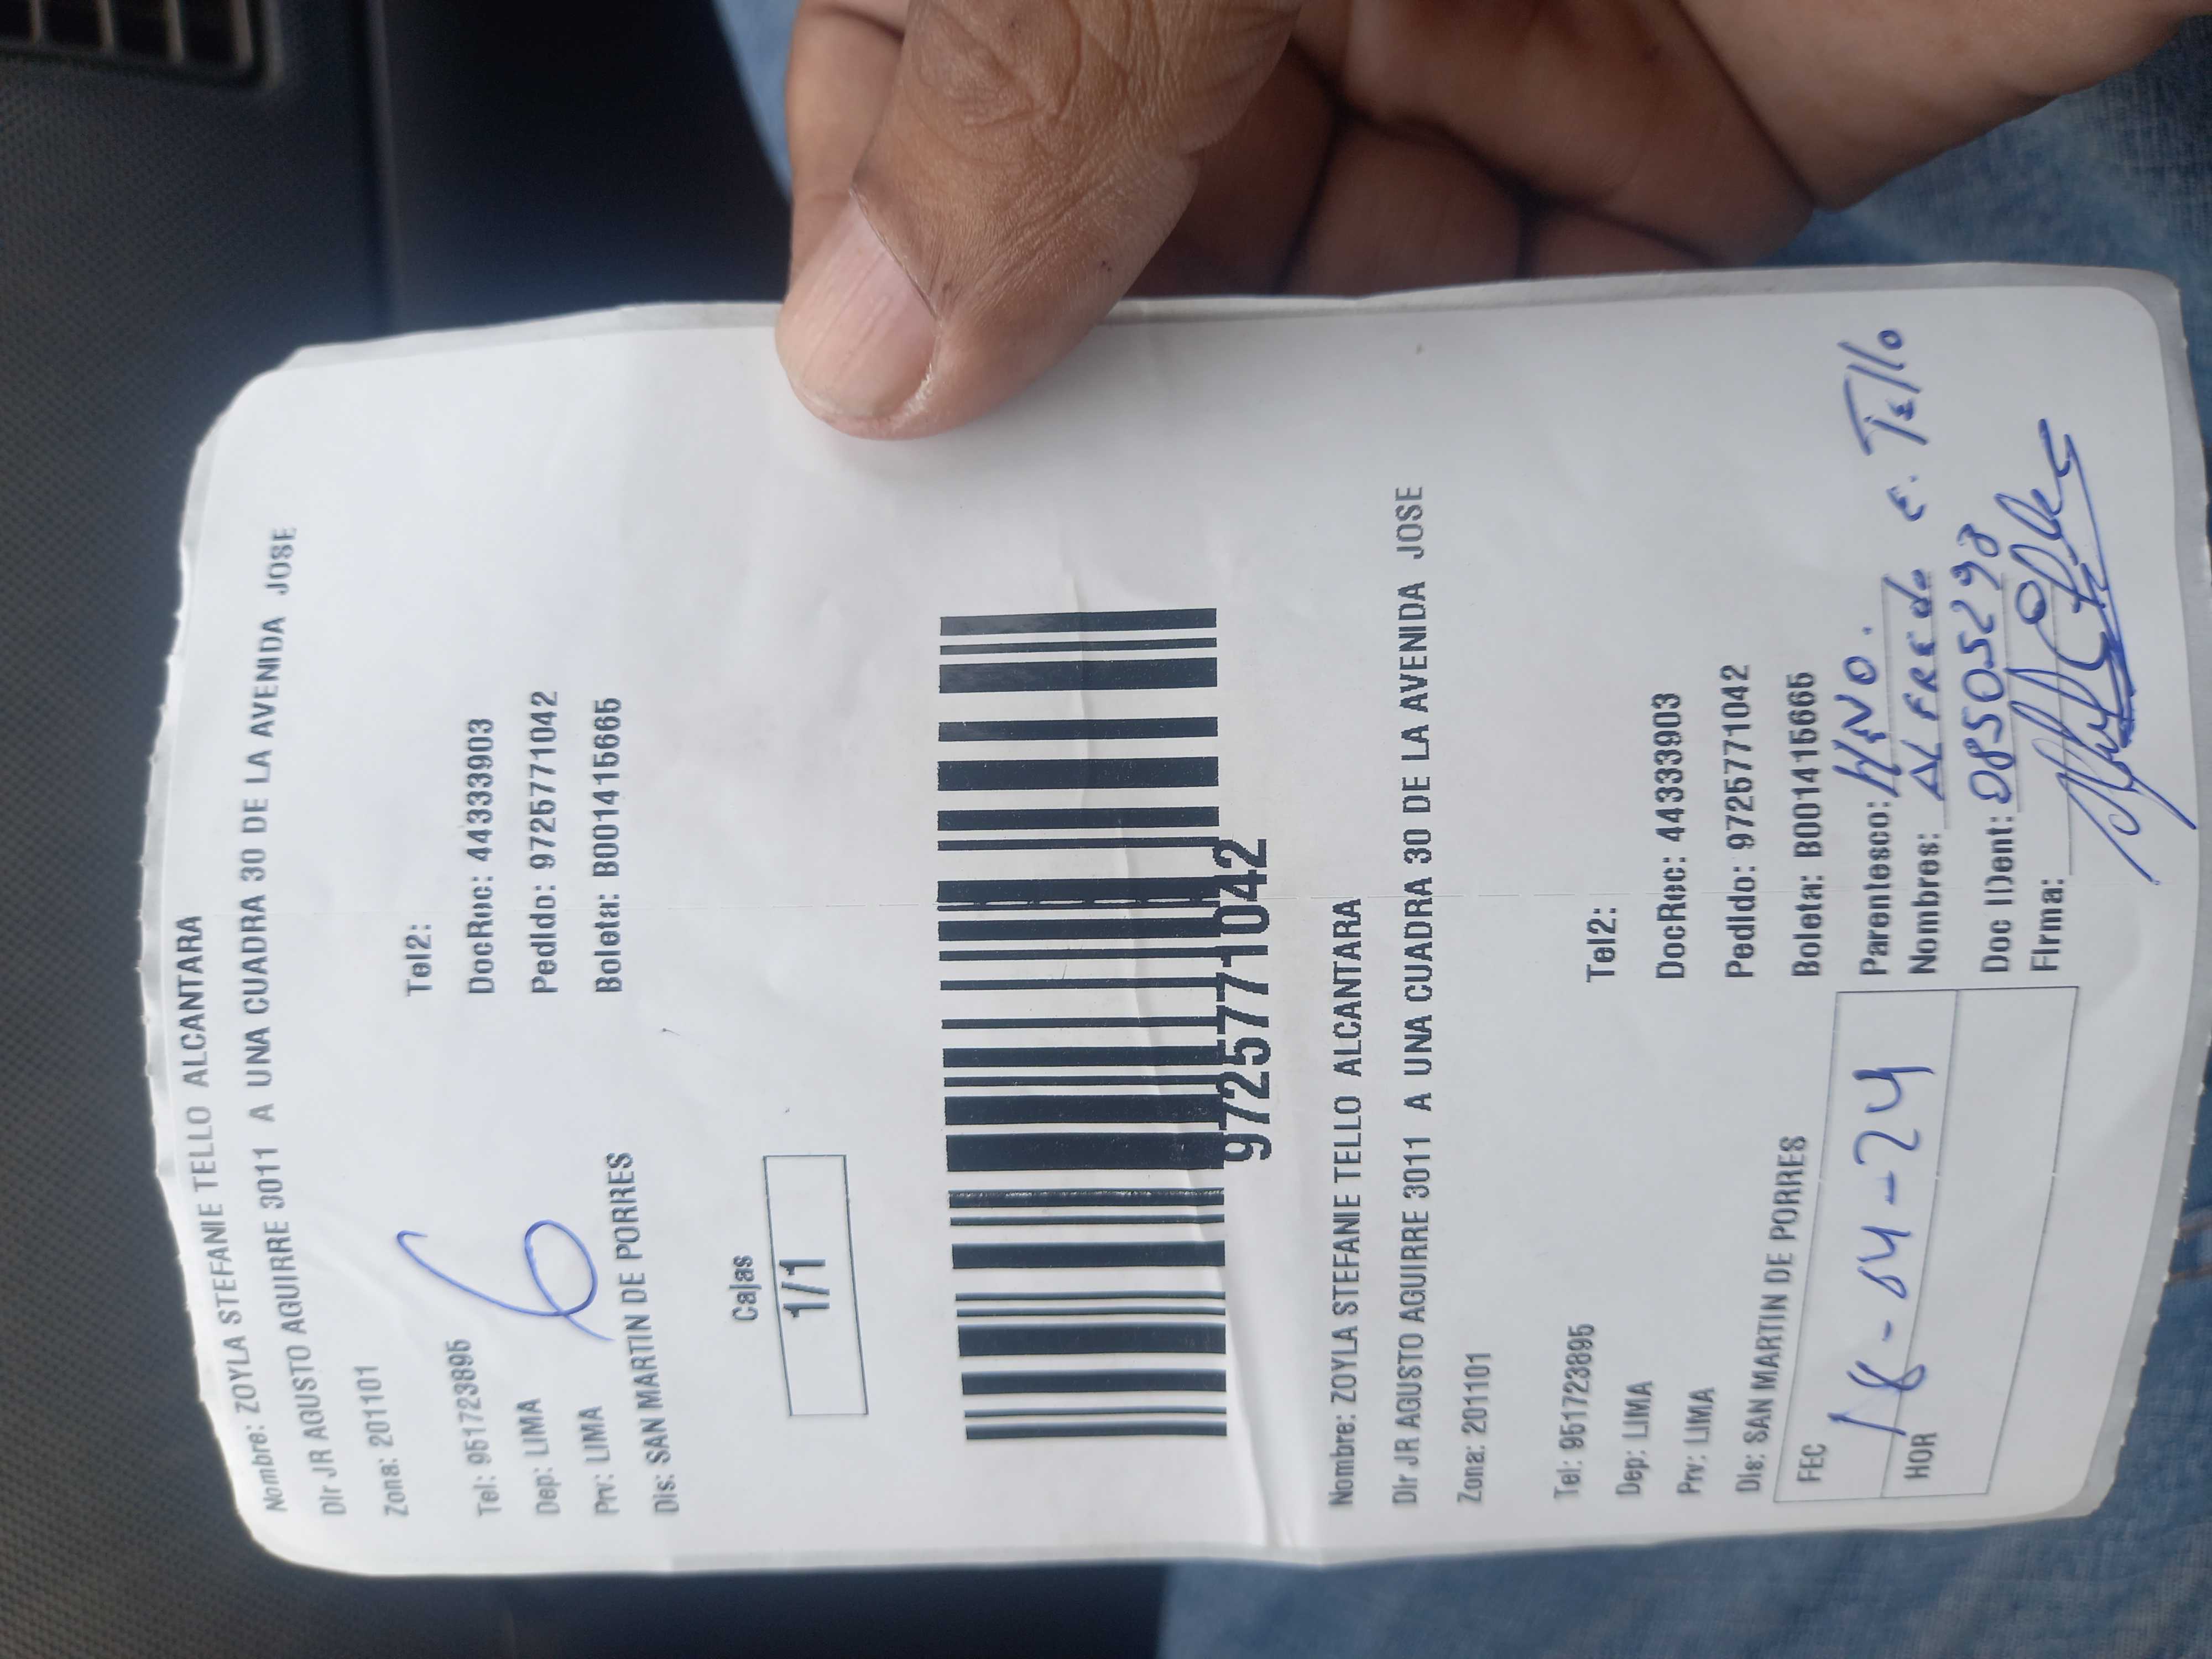 Nombre: ZOYLA STEFANIE TELLO ALCANTARA
Dir JR AGUSTO AGUIRRE 3011 A UNA CUADRA 30 DE LA AVENIDA JOSE
Zona: 201101
Tel: 951723895 Tel2:
Dep: LIMA DocRec: 44333903
Prv: LIMA Pedido: 9725771042
Dis: SAN MARTIN DE PORRES Boleta: B001415665
6
Cajas
1/1
9725771042
Nombre: ZOYLA STEFANIE TELLO ALCANTARA
Dir JR AGUSTO AGUIRRE 3011 A UNA CUADRA 30 DE LA AVENIDA JOSE
Zona: 201101
Tel: 951723895 Tel2:
Dep: LIMA DocRec: 44333903
Prv: LIMA Pedido: 9725771042
Dis: SAN MARTIN DE PORRES Boleta: B001415665
FEC 18-04-24 Parentesco: HNO.
HOR Nombres: ALFREdo E. Tello
Doc IDent: 08505298
Firma: